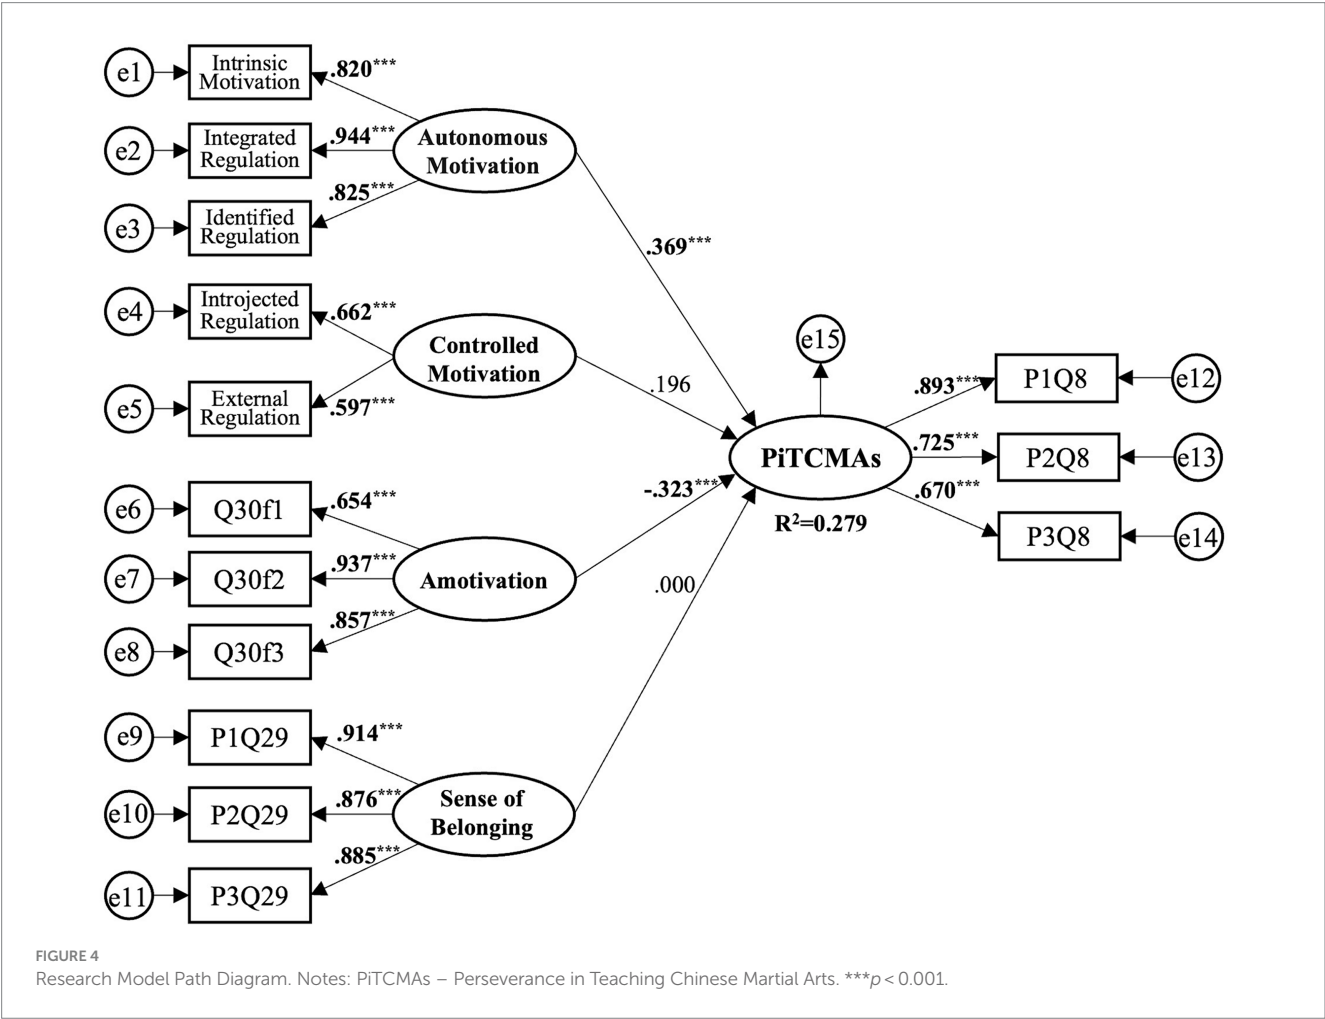 e1
Intrinsic
Motivation
.820***
e2
Integrated
Regulation
.944***
e3
Identified
Regulation
.825***
Autonomous
Motivation
.369***
e4
Introjected
Regulation
.662***
e5
External
Regulation
.597***
Controlled
Motivation
.196
e6
Q30f1
.654***
e7
Q30f2
.937***
e8
Q30f3
.857***
Amotivation
-.323***
e9
P1Q29
.914***
e10
P2Q29
.876***
e11
P3Q29
.885***
Sense of
Belonging
.000
e15
PiTCMAs
R²=0.279
.893***
P1Q8
e12
.725***
P2Q8
e13
.670***
P3Q8
e14
FIGURE 4
Research Model Path Diagram. Notes: PiTCMAs – Perseverance in Teaching Chinese Martial Arts. ***p < 0.001.